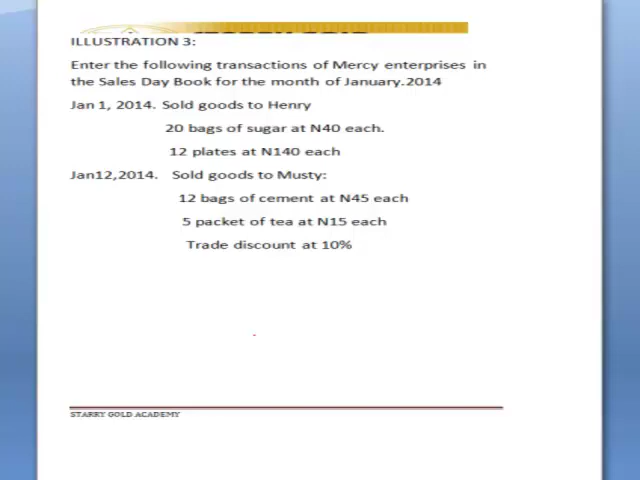 ILLUSTRATION 3:
Enter the following transactions of Mercy enterprises in
the Sales Day Book for the month of January.2014
Jan 1, 2014. Sold goods to Henry
20 bags of sugar at N40 each.
12 plates at N140 each
Jan12,2014. Sold goods to Musty:
12 bags of cement at N45 each
5 packet of tea at N15 each
Trade discount at 10%
STARRY GOLD ACADEMY